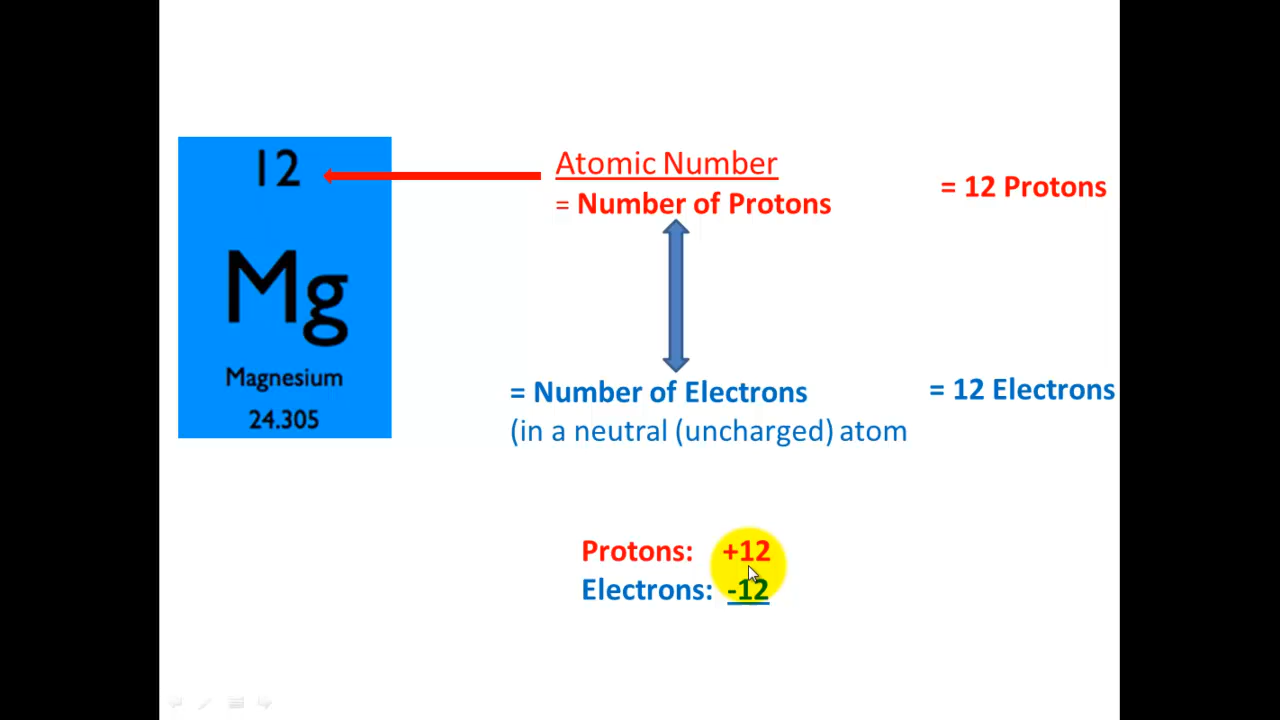 12
Mg
Magnesium
24.305
Atomic Number
= Number of Protons
= 12 Protons
= Number of Electrons
(in a neutral (uncharged) atom
= 12 Electrons
Protons: +12
Electrons: -12